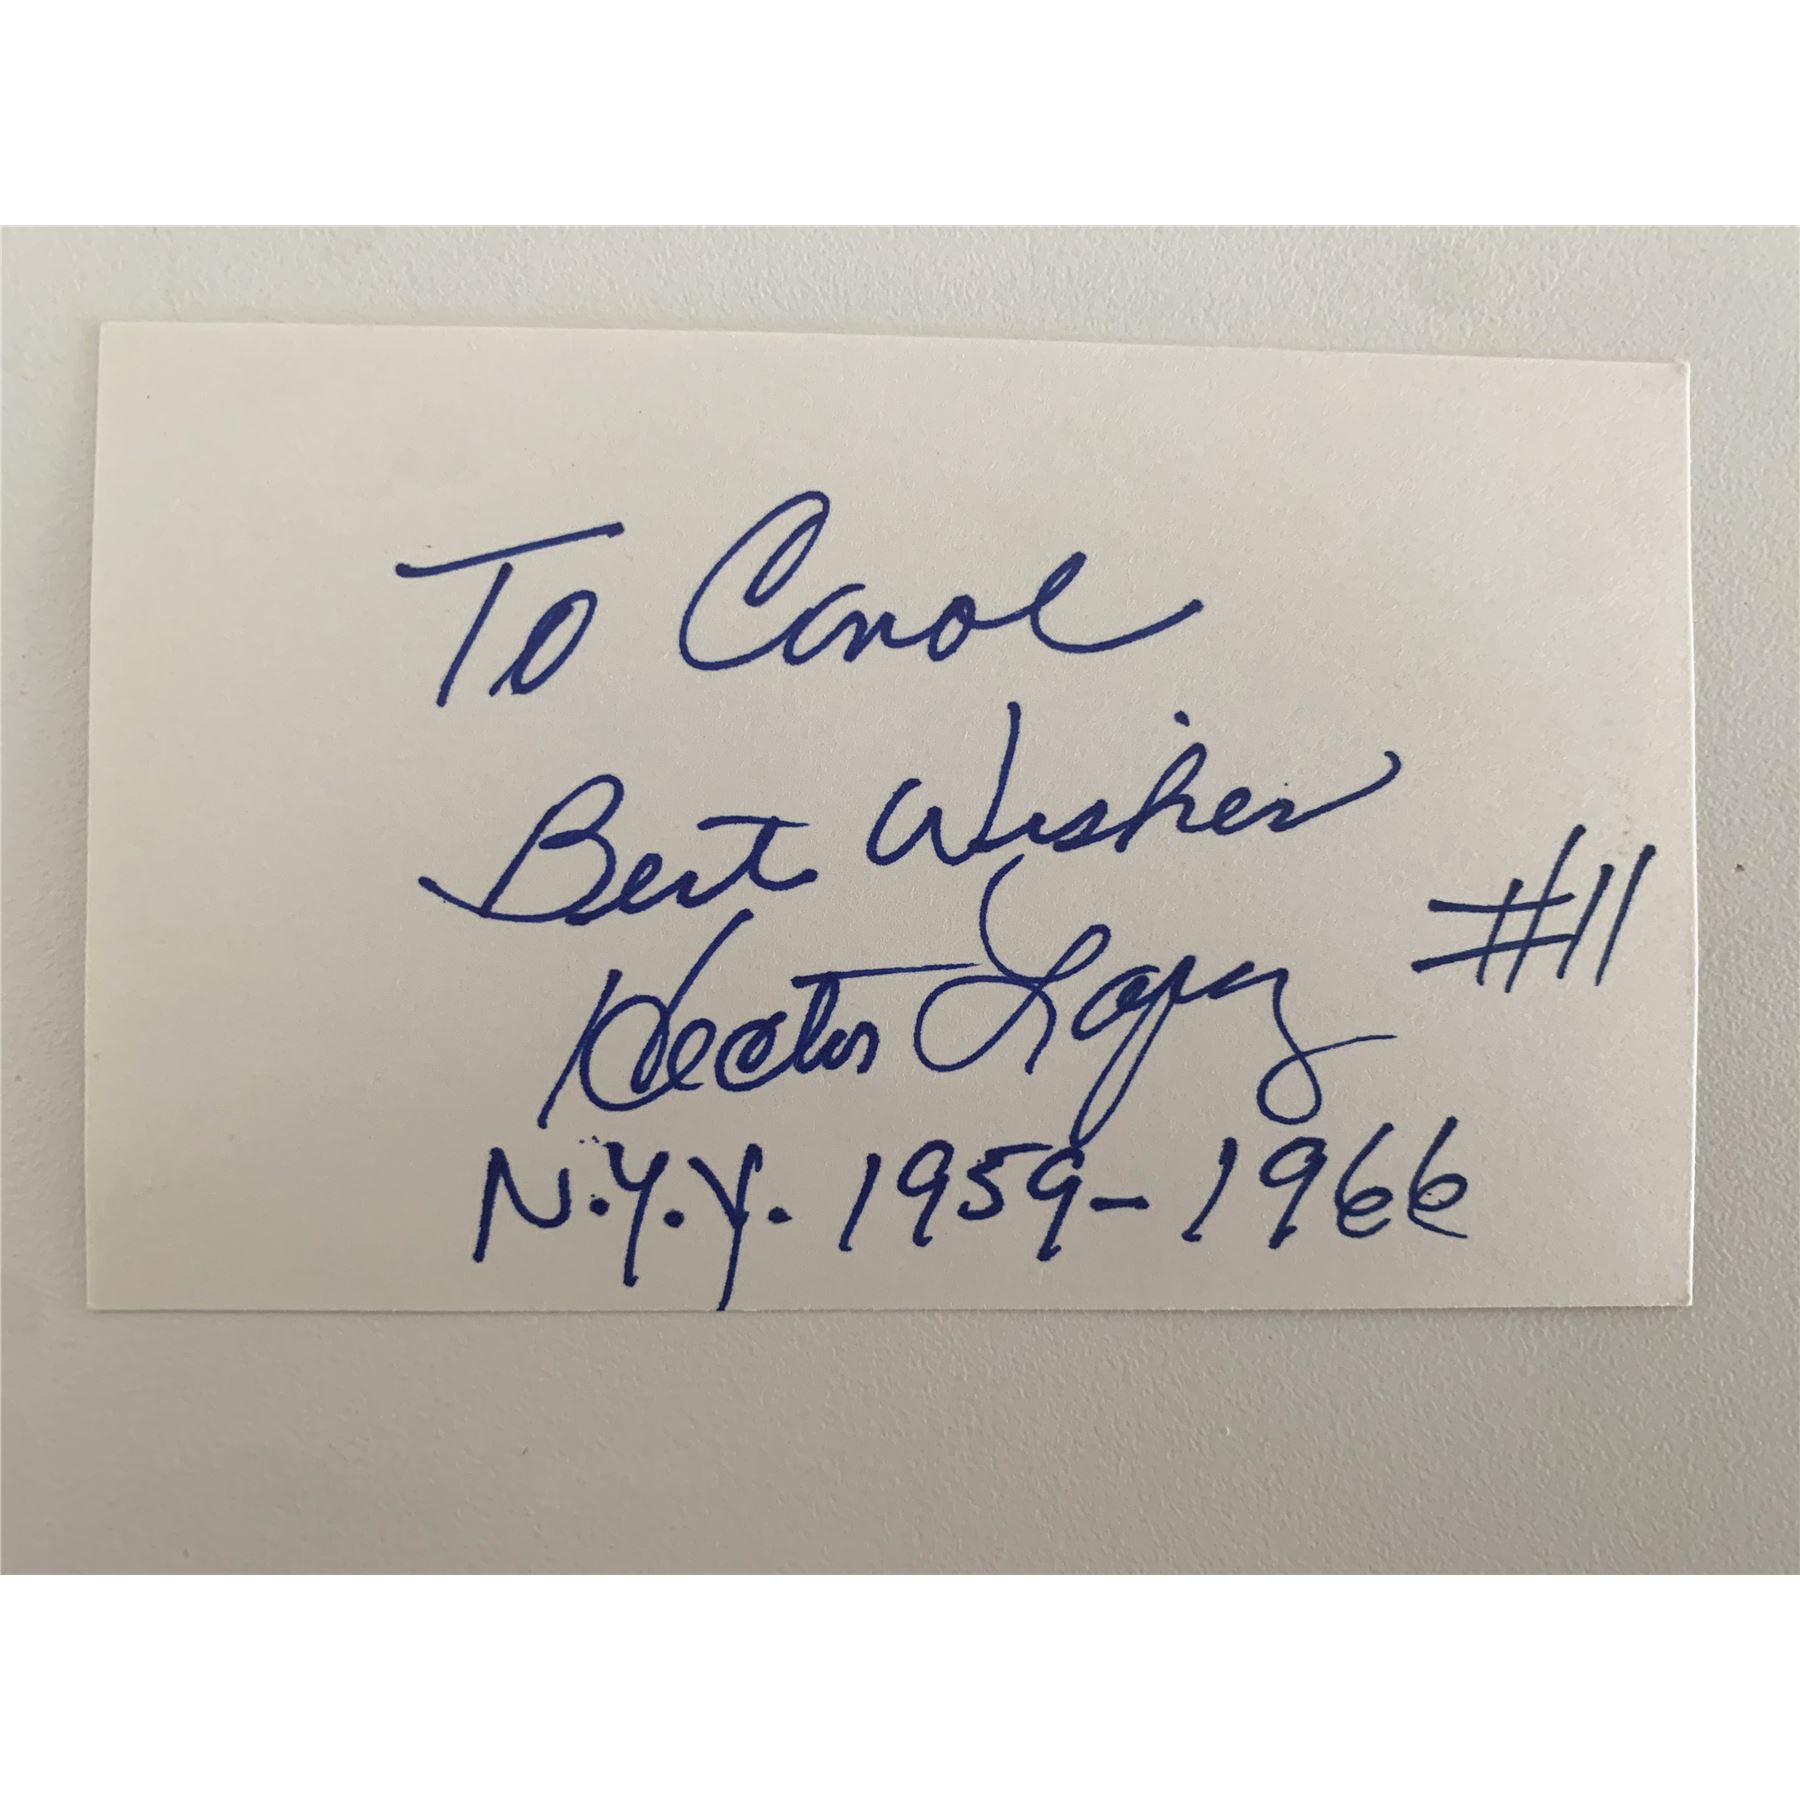 To Carol
Best Wishes
Hector Lopez #11
N.Y.Y. 1959-1966